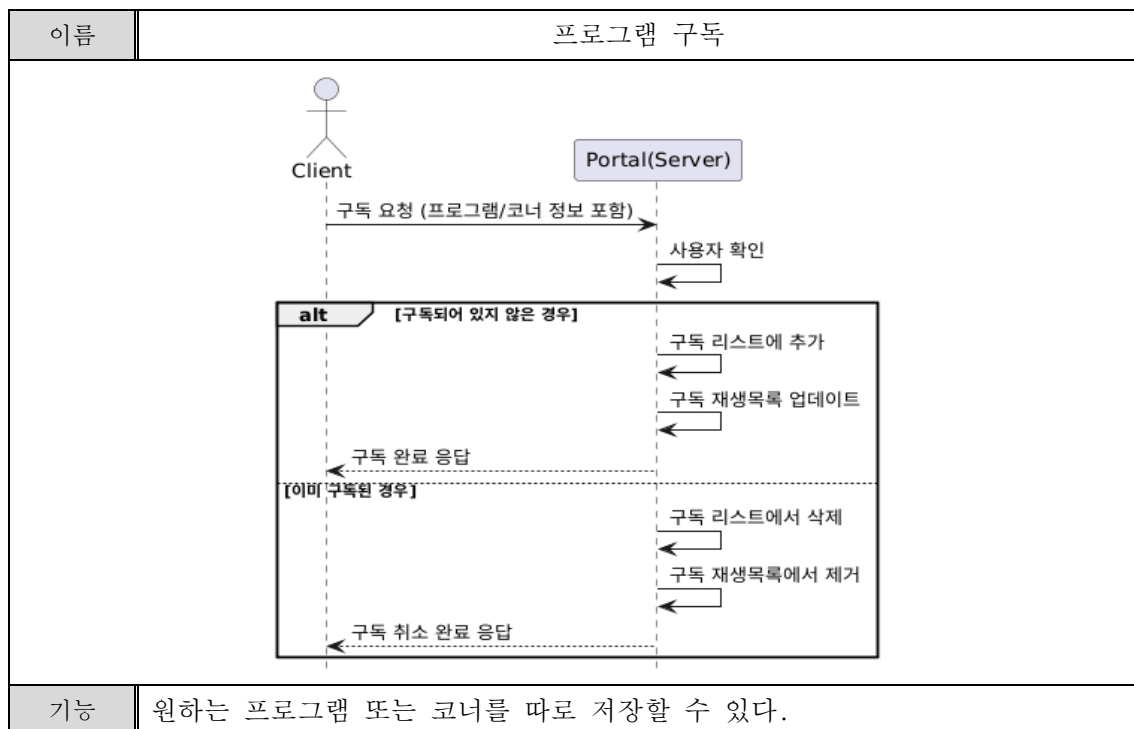 이름 프로그램 구독
Client
Portal(Server)
구독 요청 (프로그램/코너 정보 포함)
사용자 확인
alt [구독되어 있지 않은 경우]
구독 리스트에 추가
구독 재생목록 업데이트
구독 완료 응답
[이미 구독된 경우]
구독 리스트에서 삭제
구독 재생목록에서 제거
구독 취소 완료 응답
기능 원하는 프로그램 또는 코너를 따로 저장할 수 있다.